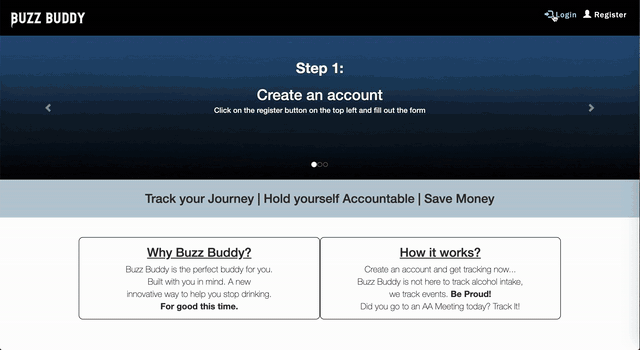 BUZZ BUDDY
Login Register
Step 1:
Create an account
Click on the register button on the top left and fill out the form
Track your Journey | Hold yourself Accountable | Save Money
Why Buzz Buddy?
Buzz Buddy is the perfect buddy for you.
Built with you in mind. A new
innovative way to help you stop drinking.
For good this time.
How it works?
Create an account and get tracking now...
Buzz Buddy is not here to track alcohol intake,
we track events. Be Proud!
Did you go to an AA Meeting today? Track It!